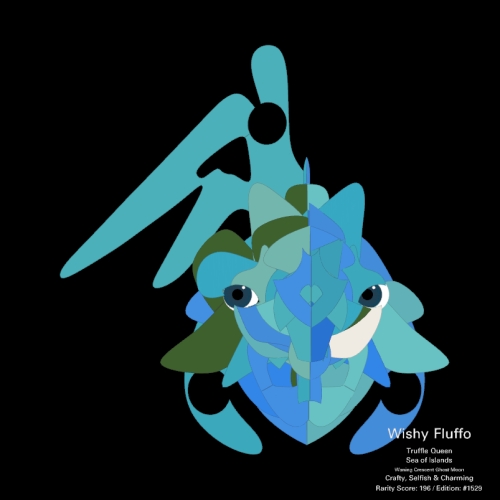 Wishy Fluffo
Truffle Queen
Sea of Islands
Waning Crescent Ghost Moon
Crafty, Selfish & Charming
Rarity Score: 196 / Edition: #1529